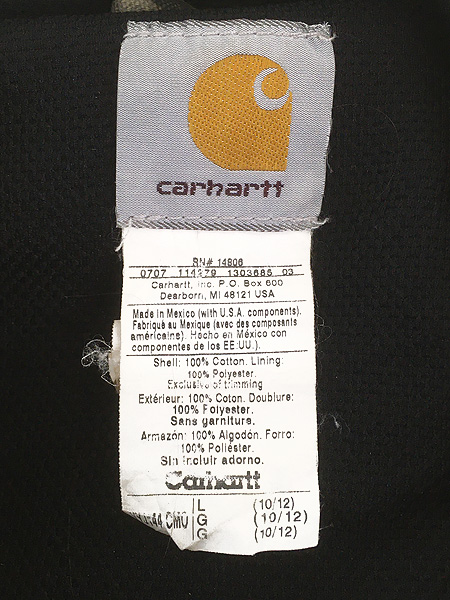 carhartt
RN# 14806
0707 114279 1303685 03
Carhartt, Inc. P.O. Box 600
Dearborn, MI 48121 USA
Made in Mexico (with U.S.A. components).
Fabriqué au Mexique (avec des composants
américains). Hecho en México con
componentes de los EE.UU.).
Shell: 100% Cotton. Lining:
100% Polyester.
Exclusive of trimming
Extérieur: 100% Coton. Doublure:
100% Polyester.
Sans garniture.
Armazón: 100% Algodón. Forro:
100% Poliéster.
Sin incluir adorno.
Carhartt
L (10/12)
44 CMO G (10/12)
G (10/12)